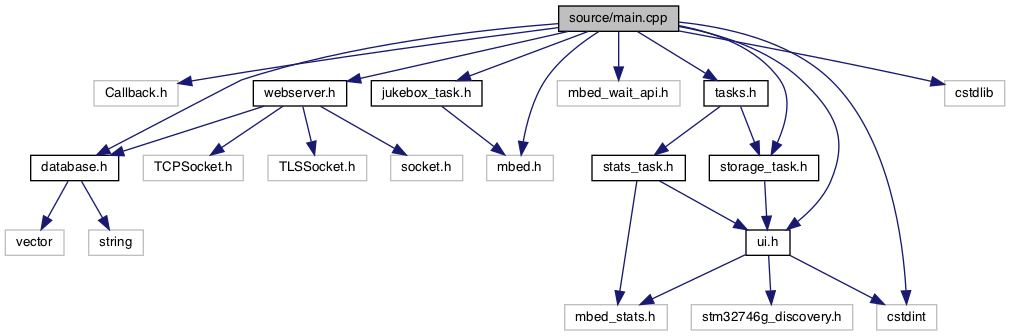 source/main.cpp
Callback.h
webserver.h
jukebox_task.h
mbed_wait_api.h
tasks.h
cstdlib
database.h
TCPSocket.h
TLSSocket.h
socket.h
mbed.h
stats_task.h
storage_task.h
vector
string
ui.h
mbed_stats.h
stm32746g_discovery.h
cstdint